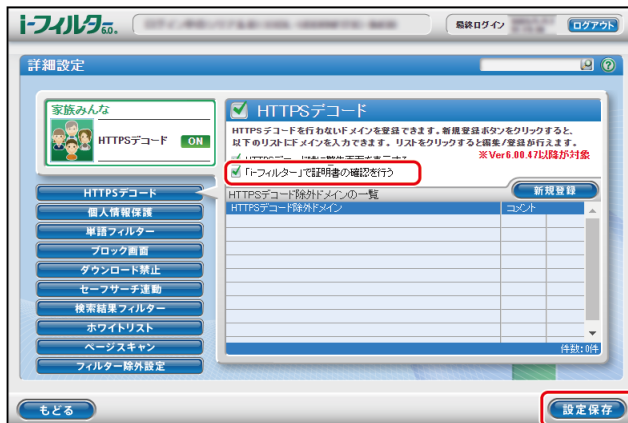 i-フィルター 6.0.
最終ログイン
ログアウト
詳細設定
家族みんな
HTTPSデコード ON
HTTPSデコード
個人情報保護
単語フィルター
ブロック画面
ダウンロード禁止
セーフサーチ連動
検索結果フィルター
ホワイトリスト
ページスキャン
フィルター除外設定
HTTPSデコード
HTTPSデコードを行わないドメインを登録できます。新規登録ボタンをクリックすると、
以下のリストにドメインを入力できます。リストをクリックすると編集/登録が行えます。
※Ver6.00.47以降が対象
「i-フィルター」で証明書の確認を行う
HTTPSデコード除外ドメインの一覧
新規登録
HTTPSデコード除外ドメイン コメント
件数:0件
もどる
設定保存